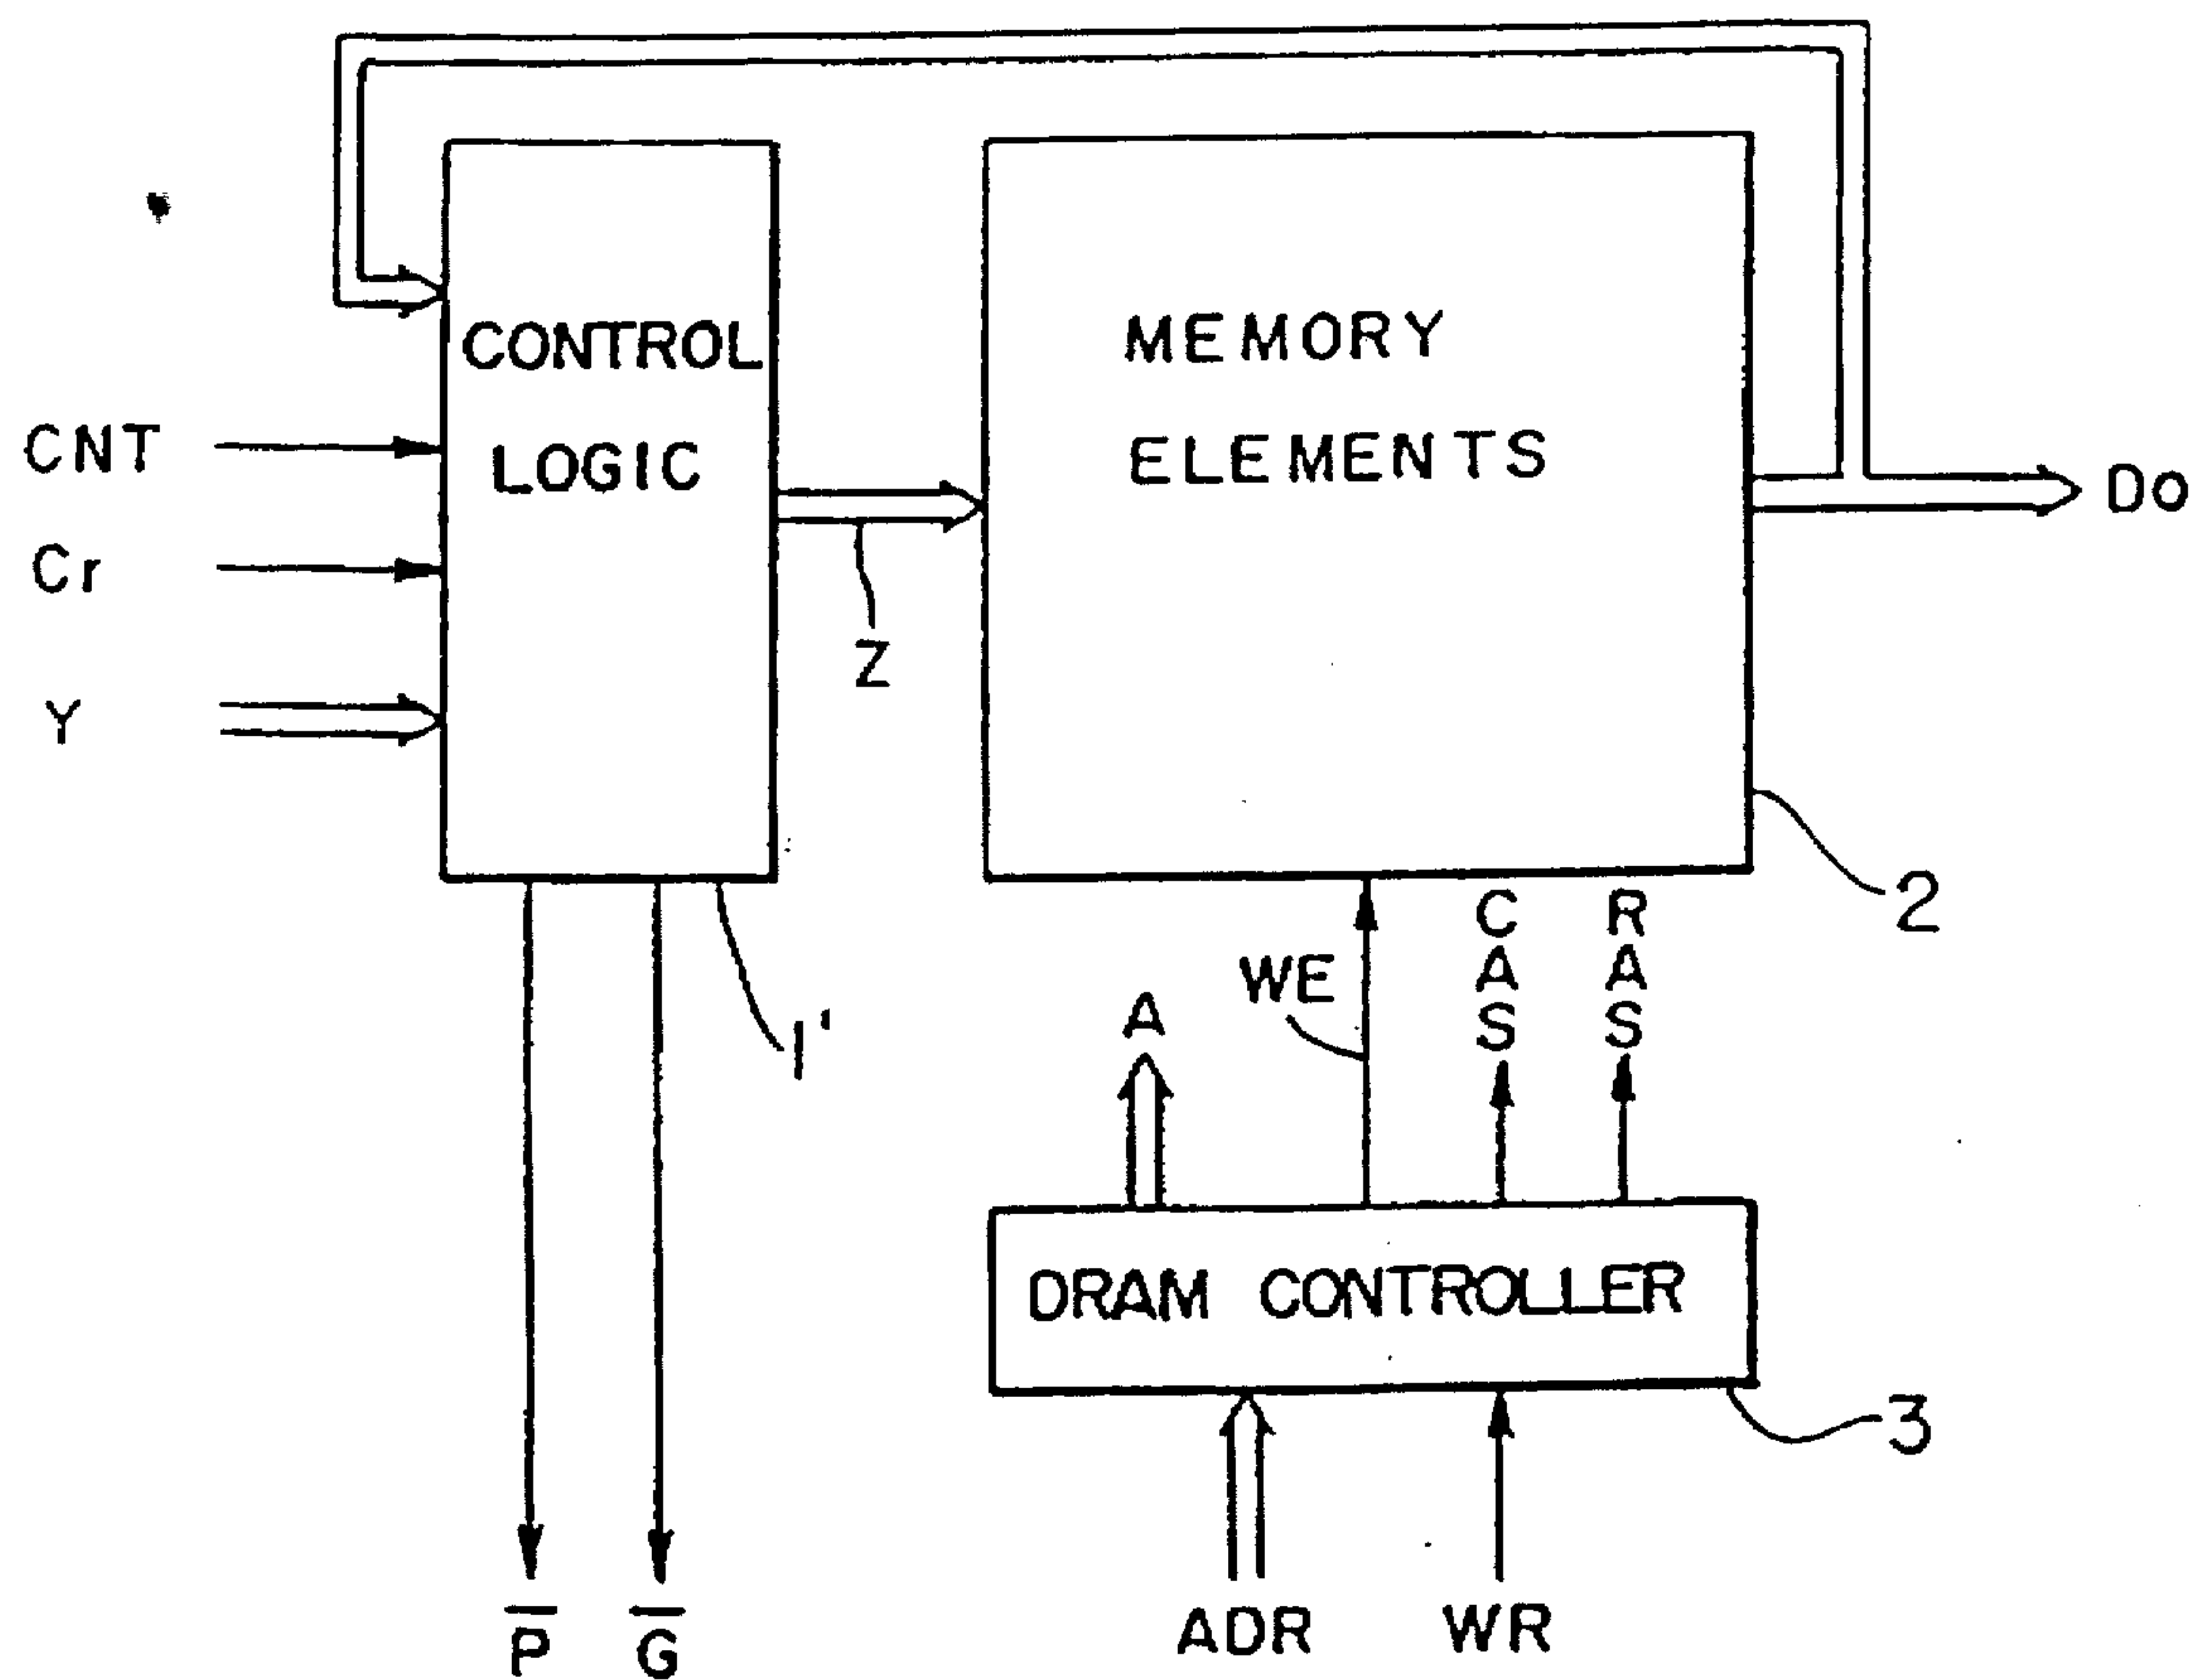 CONTROL
LOGIC
MEMORY
ELEMENTS
CNT
Cr
Y
Z
Do
2
1'
A
WE
CAS
RAS
DRAM CONTROLLER
3
ADR
WR
P̅
G̅